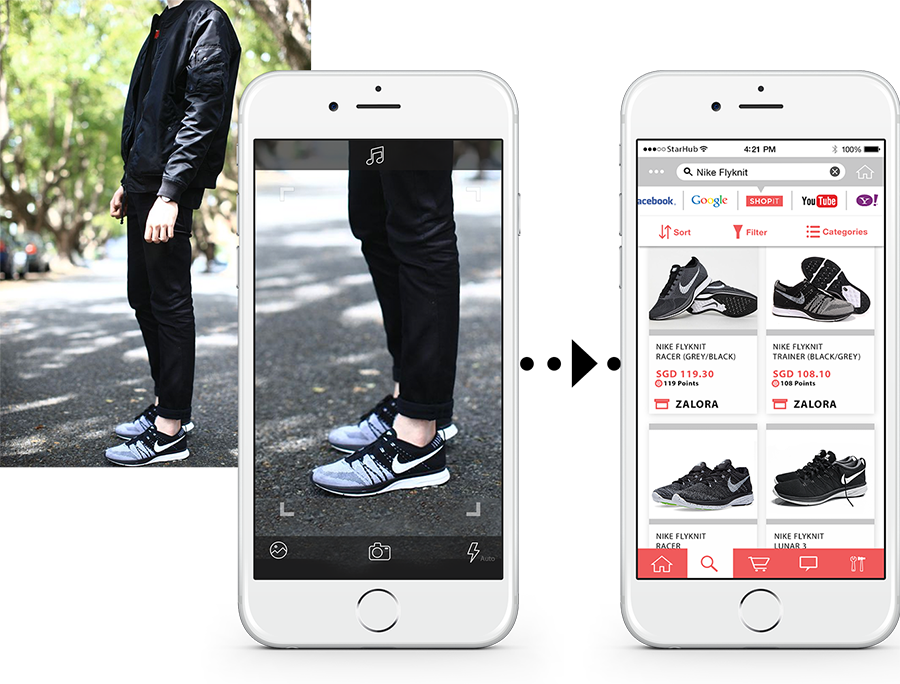 Auto
StarHub
4:21 PM
100%
Nike Flyknit
acebook.
Google
SHOPIT
YouTube
Y!
Sort
Filter
Categories
NIKE FLYKNIT
RACER (GREY/BLACK)
SGD 119.30
119 Points
ZALORA
NIKE FLYKNIT
TRAINER (BLACK/GREY)
SGD 108.10
108 Points
ZALORA
NIKE FLYKNIT
RACER
NIKE FLYKNIT
LUNAR 3